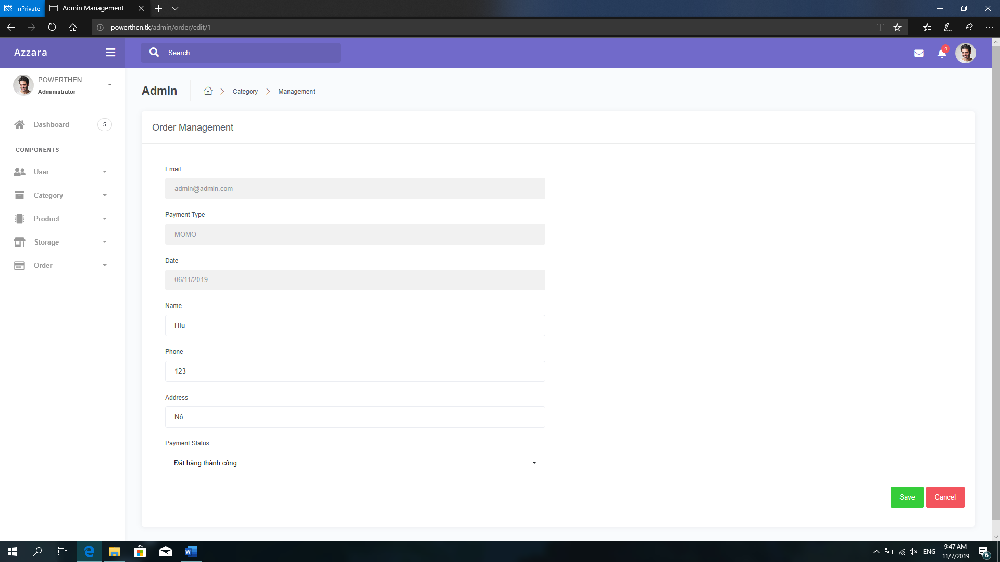 InPrivate
Admin Management
powerthen.tk/admin/order/edit/1
Azzara
Search ...
4
POWERTHEN
Administrator
Admin
Category
Management
Dashboard
5
COMPONENTS
User
Category
Product
Storage
Order
Order Management
Email
admin@admin.com
Payment Type
MOMO
Date
06/11/2019
Name
Híu
Phone
123
Address
Nô
Payment Status
Đặt hàng thành công
Save
Cancel
ENG
9:47 AM
11/7/2019
6